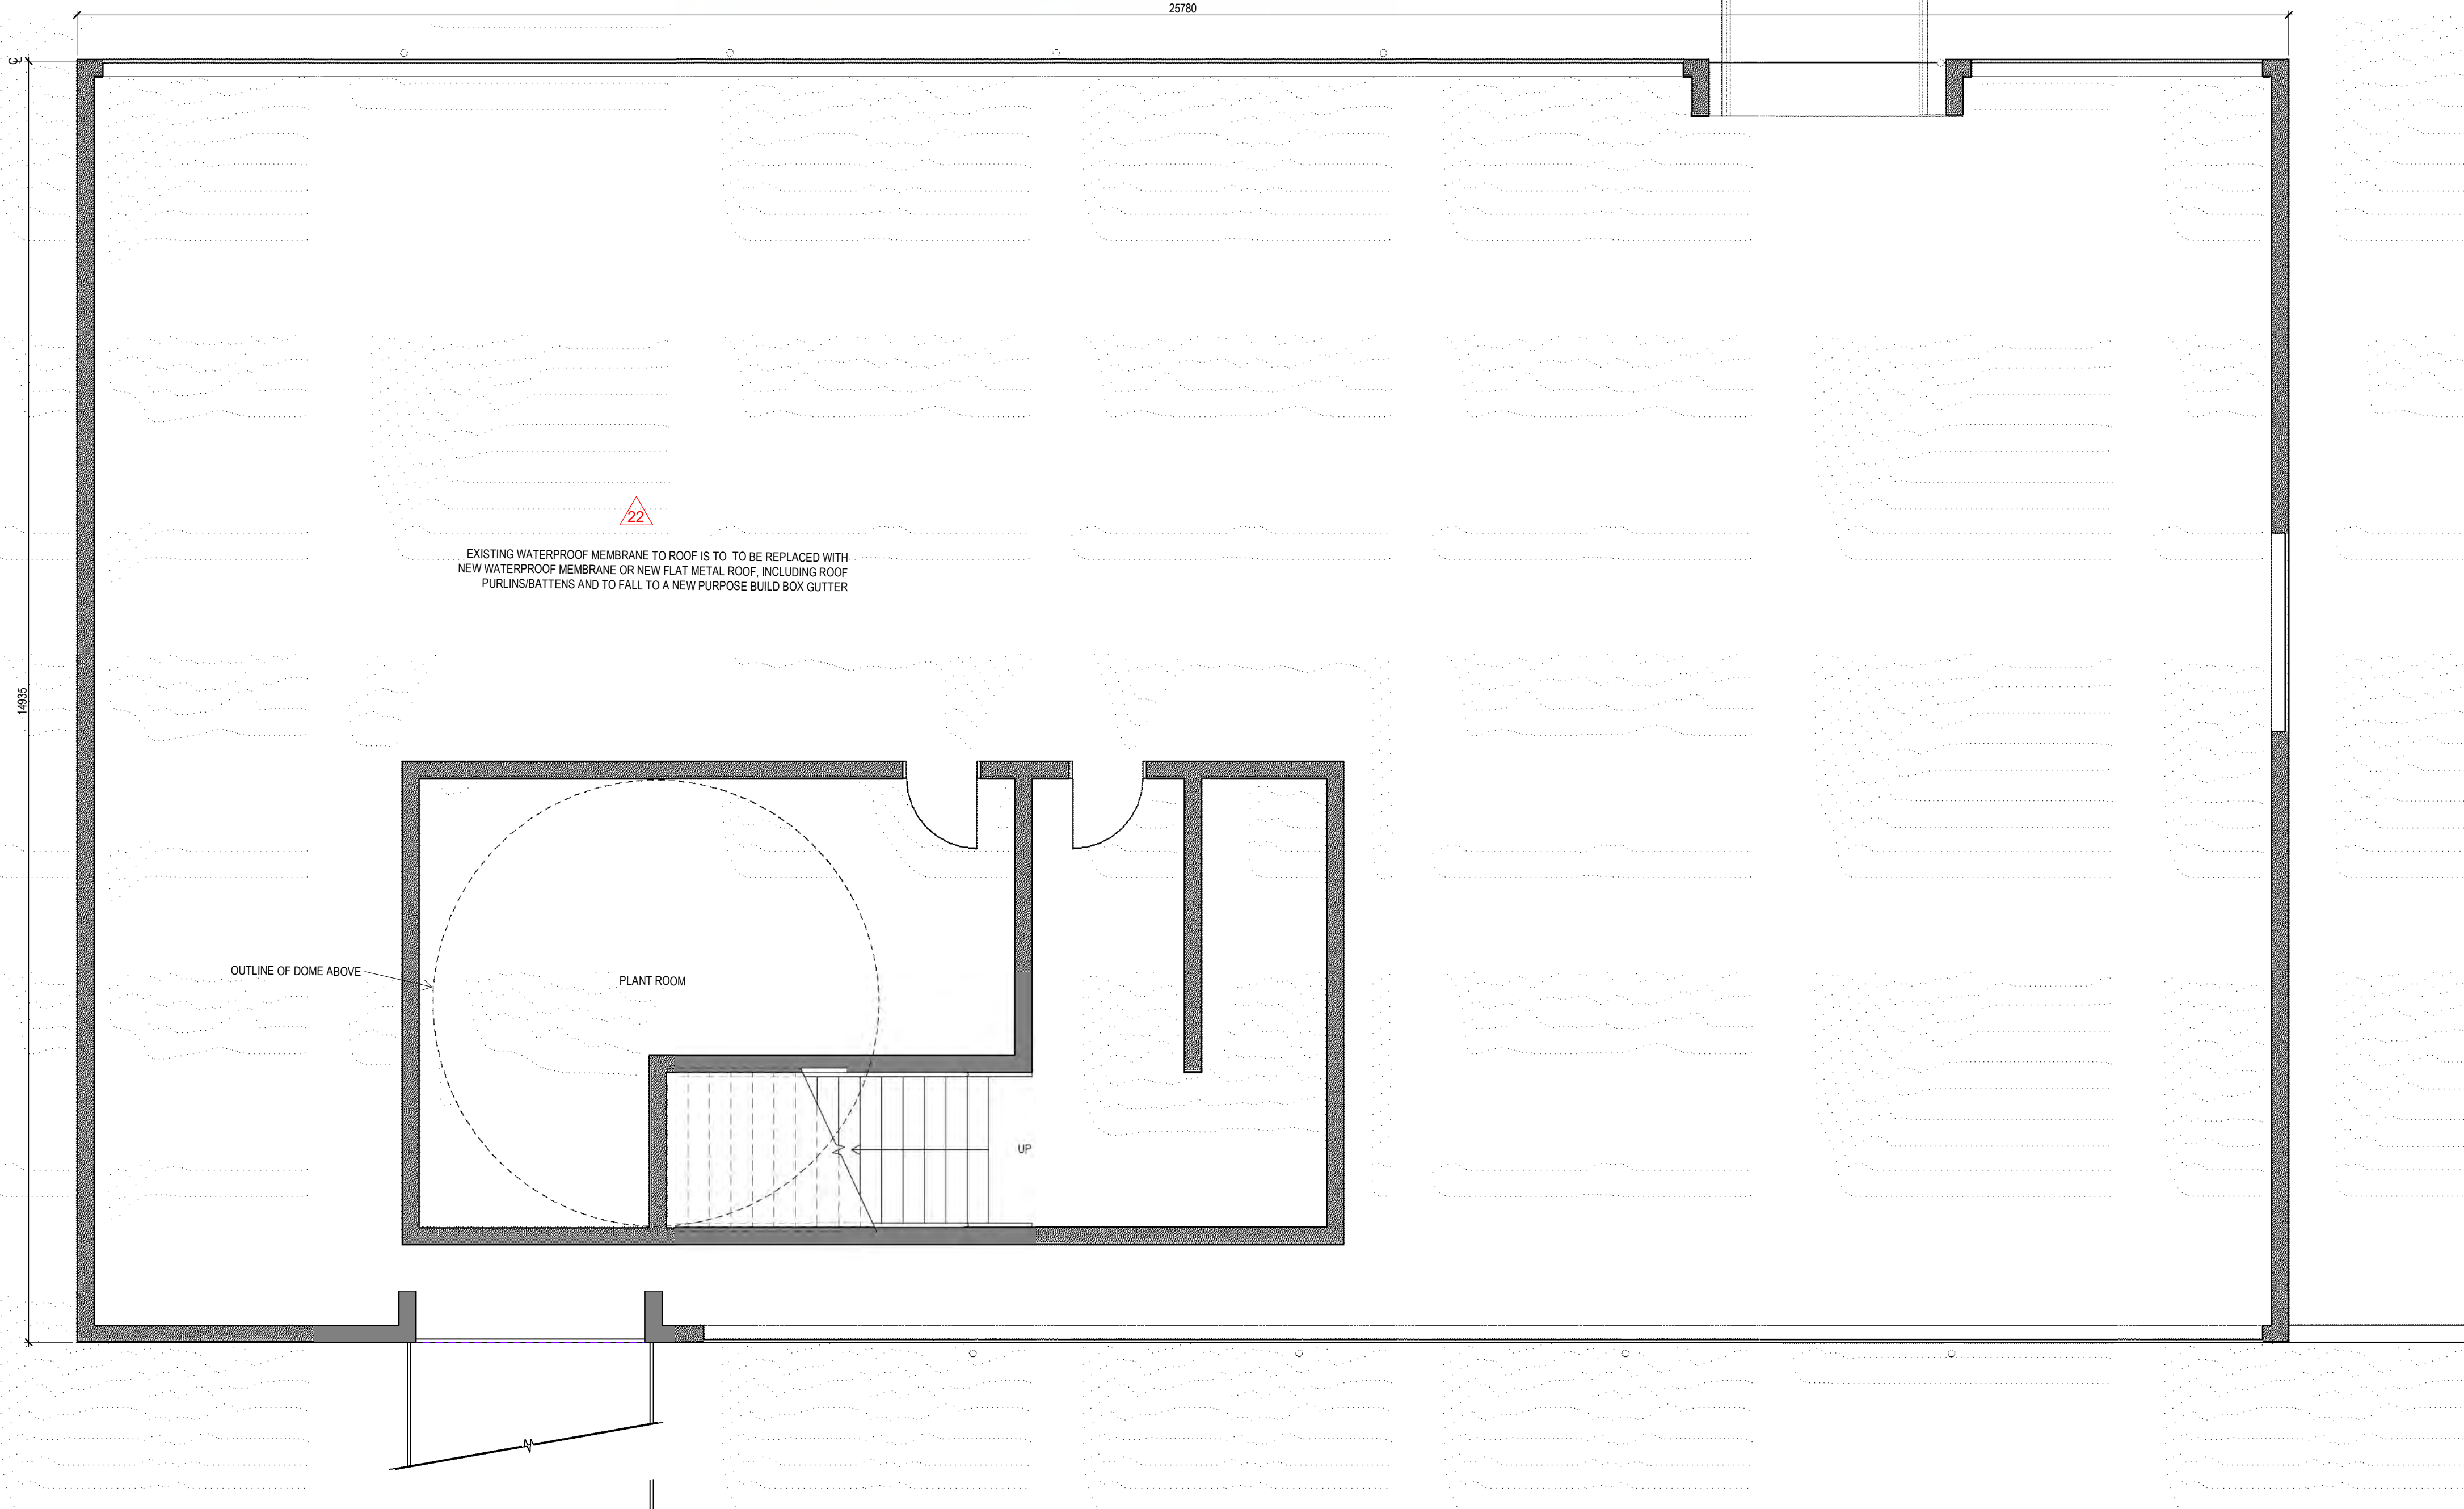 25780
22
EXISTING WATERPROOF MEMBRANE TO ROOF IS TO TO BE REPLACED WITH
NEW WATERPROOF MEMBRANE OR NEW FLAT METAL ROOF, INCLUDING ROOF
PURLINS/BATTENS AND TO FALL TO A NEW PURPOSE BUILD BOX GUTTER
14935
OUTLINE OF DOME ABOVE
PLANT ROOM
UP